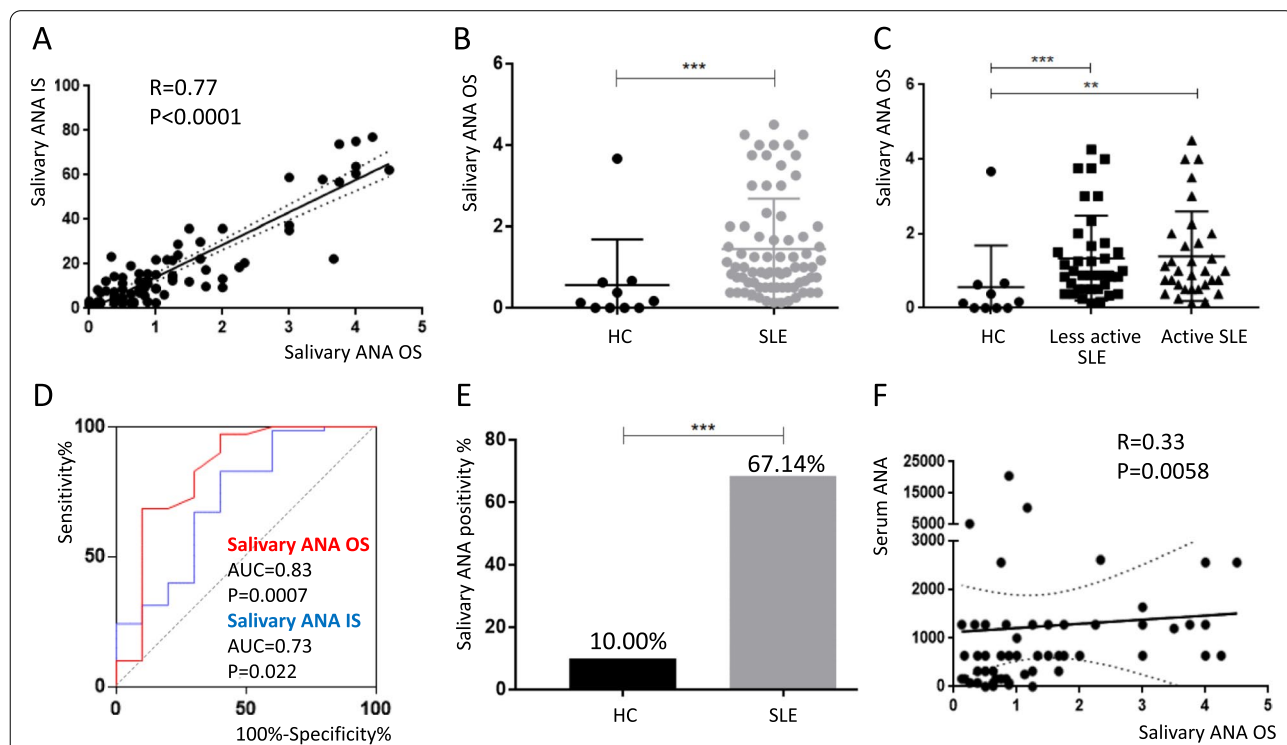 A
R=0.77
P<0.0001
Salivary ANA IS
100
80
60
40
20
0
0 1 2 3 4 5
Salivary ANA OS
B
***
Salivary ANA OS
6
4
2
0
HC SLE
C
***
**
Salivary ANA OS
6
4
2
0
HC Less active Active SLE
SLE
D
Sensitivity%
100
50
0
Salivary ANA OS
AUC=0.83
P=0.0007
Salivary ANA IS
AUC=0.73
P=0.022
0 50 100
100%-Specificity%
E
***
Salivary ANA positivity %
80
60
40
20
0
67.14%
10.00%
HC SLE
F
R=0.33
P=0.0058
Serum ANA
25000
15000
5000
3000
2000
1000
0
0 1 2 3 4 5
Salivary ANA OS